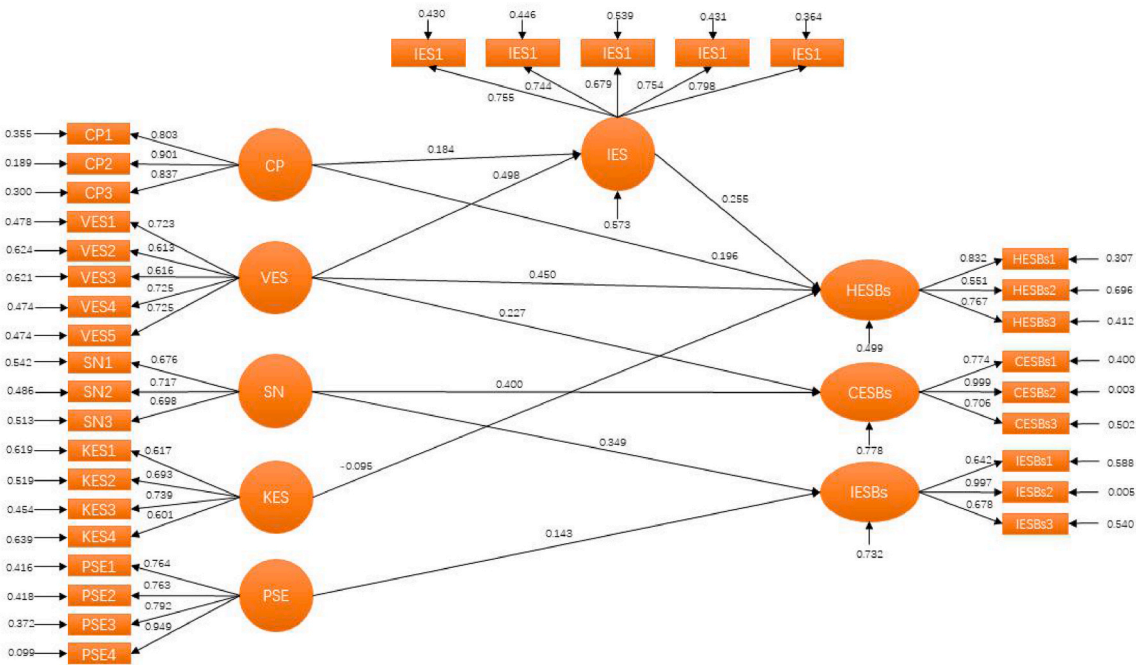 0.430 0.446 0.539 0.431 0.364
IES1 IES1 IES1 IES1 IES1
0.755 0.744 0.679 0.754 0.798
IES
0.573
0.355 CP1 0.803
0.189 CP2 0.901
0.300 CP3 0.837
CP
0.184
0.498
0.255
0.196
0.478 VES1 0.723
0.624 VES2 0.613
0.621 VES3 0.616
0.474 VES4 0.725
0.474 VES5 0.725
VES
0.450
0.227
0.542 SN1 0.676
0.486 SN2 0.717
0.513 SN3 0.698
SN
0.400
0.349
0.619 KES1 0.617
0.519 KES2 0.693
0.454 KES3 0.739
0.639 KES4 0.601
KES
-0.095
0.416 PSE1 0.764
0.418 PSE2 0.763
0.372 PSE3 0.792
0.099 PSE4 0.949
PSE
0.143
HESBs
0.499
0.832 HESBs1 0.307
0.551 HESBs2 0.696
0.767 HESBs3 0.412
CESBs
0.778
0.774 CESBs1 0.400
0.999 CESBs2 0.003
0.706 CESBs3 0.502
IESBs
0.732
0.642 IESBs1 0.588
0.997 IESBs2 0.005
0.678 IESBs3 0.540